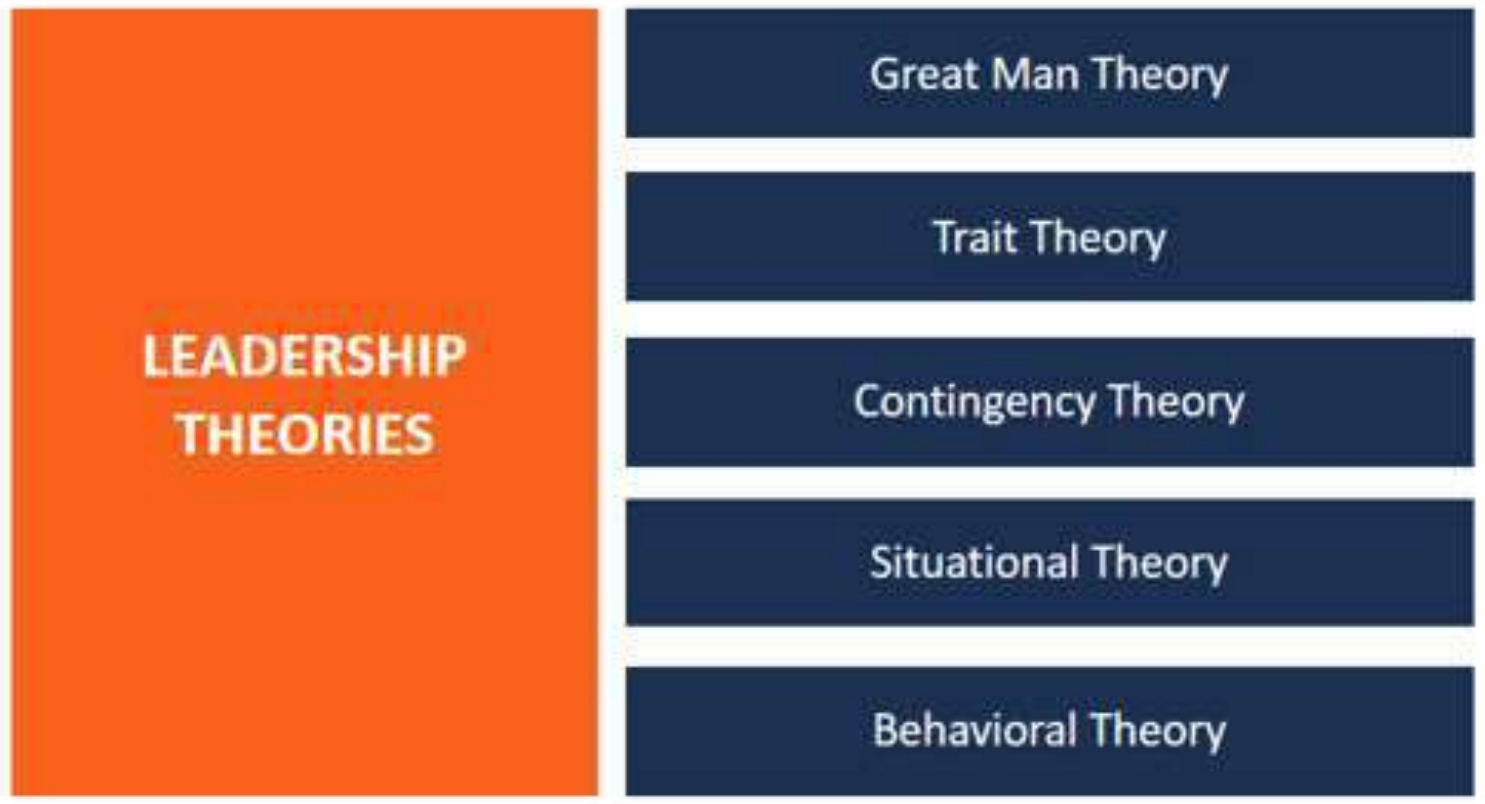 LEADERSHIP
THEORIES
Great Man Theory
Trait Theory
Contingency Theory
Situational Theory
Behavioral Theory